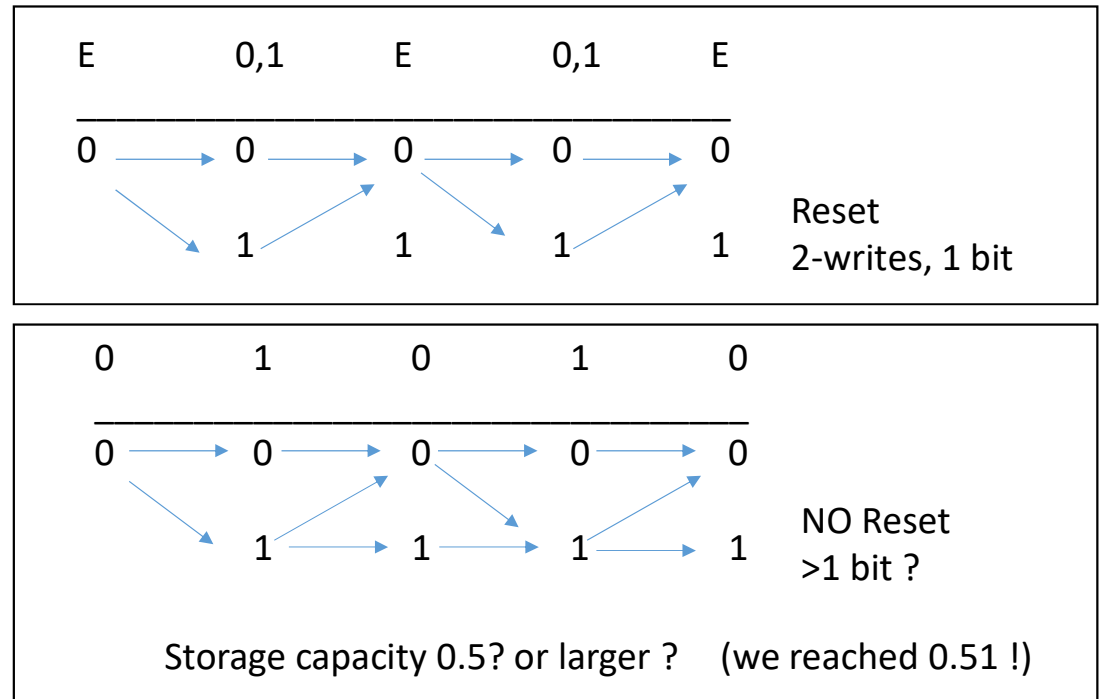 E 0,1 E 0,1 E
0 0 0 0 0
1 1 1 1
Reset
2-writes, 1 bit
0 1 0 1 0
0 0 0 0 0
1 1 1 1
NO Reset
>1 bit ?
Storage capacity 0.5? or larger ? (we reached 0.51 !)